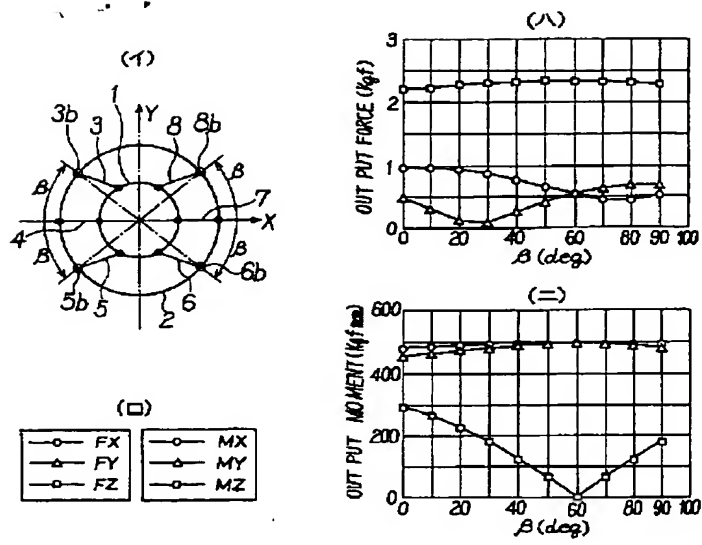 (イ)
1
Y
3b
3
8
8b
β
β
7
X
4
β
β
5b
5
2
6
6b
(ロ)
FX
FY
FZ
MX
MY
MZ
(ハ)
OUT PUT FORCE (Kgf)
3
2
1
0
0
20
40
60
80
100
β (deg)
(ニ)
OUT PUT MOMENT (Kgf mm)
600
400
200
0
0
20
40
60
80
100
β (deg)